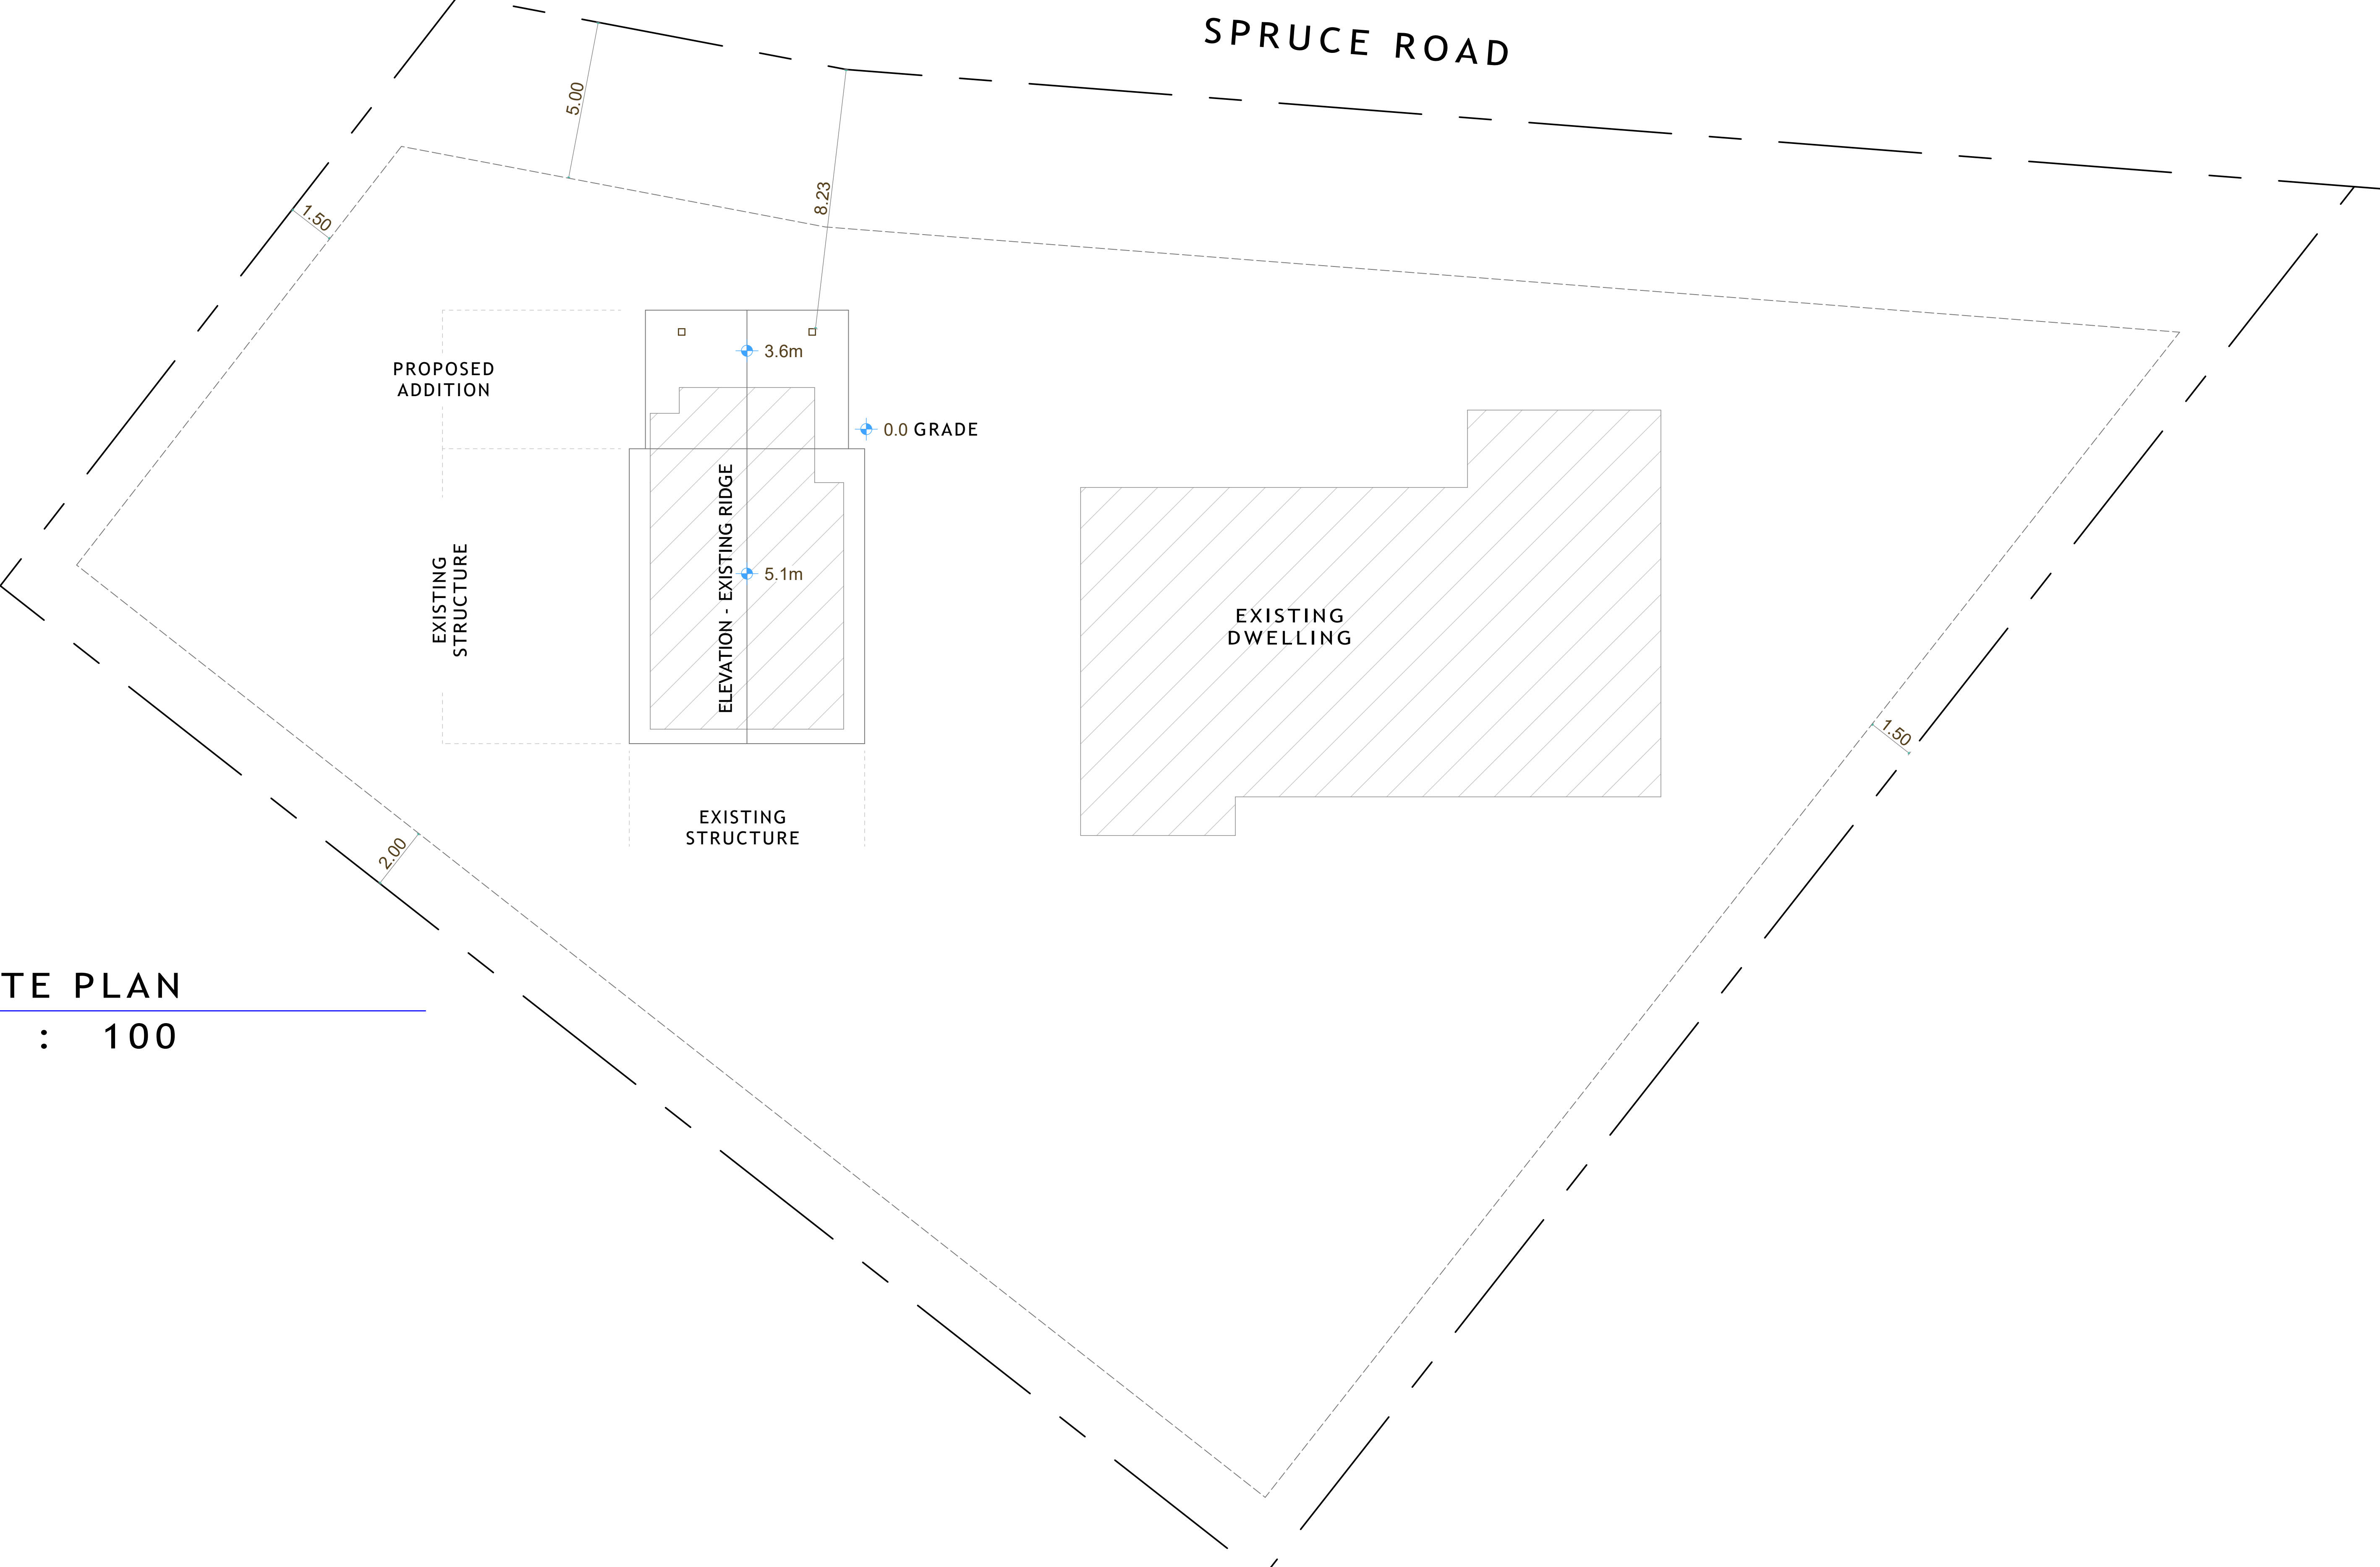 SPRUCE ROAD
5.00
8.23
1.50
3.6m
PROPOSED
ADDITION
0.0 GRADE
ELEVATION - EXISTING RIDGE
5.1m
EXISTING
STRUCTURE
EXISTING
DWELLING
1.50
EXISTING
STRUCTURE
2.00
TE PLAN
: 100